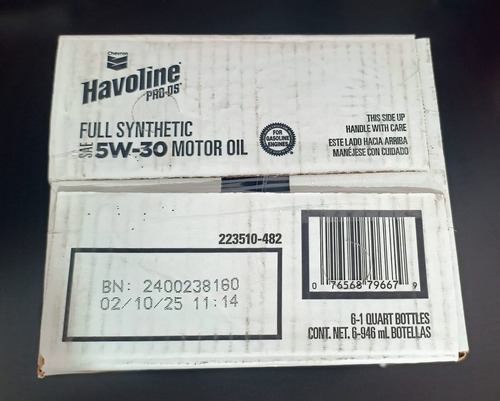 Chevron
Havoline
PRO-DS
FULL SYNTHETIC
SAE 5W-30 MOTOR OIL
FOR
GASOLINE
ENGINES
THIS SIDE UP
HANDLE WITH CARE
ESTE LADO HACIA ARRIBA
MANÉJESE CON CUIDADO
223510-482
BN: 2400238160
02/10/25 11:14
0 76568 79667 9
6-1 QUART BOTTLES
CONT. NET. 6-946 mL BOTELLAS